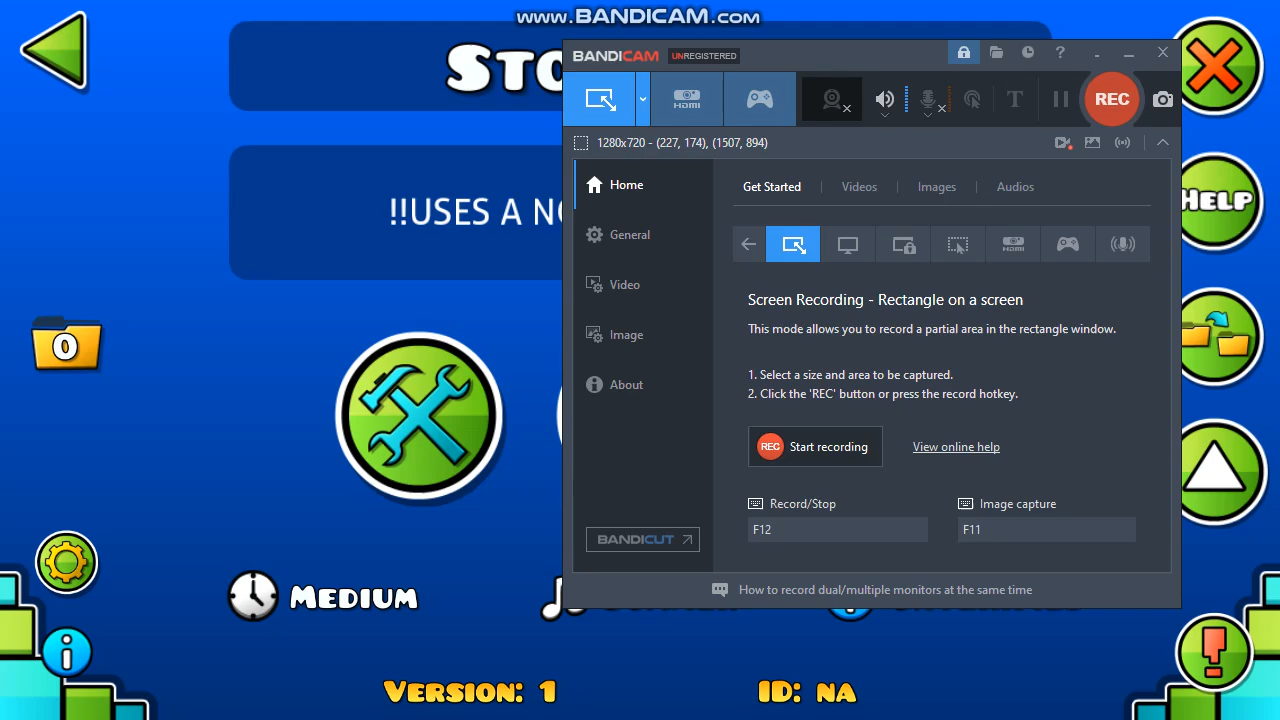 www.BANDICAM.com
Sto
BANDICAM UNREGISTERED
HDMI
T
REC
1280x720 - (227, 174), (1507, 894)
Home
General
Video
Image
About
Get Started
Videos
Images
Audios
HDMI
Screen Recording - Rectangle on a screen
This mode allows you to record a partial area in the rectangle window.
1. Select a size and area to be captured.
2. Click the 'REC' button or press the record hotkey.
REC Start recording
View online help
Record/Stop
F12
Image capture
F11
BANDICUT
How to record dual/multiple monitors at the same time
!!USES A
HELP
0
MEDIUM
VERSION: 1
ID: NA